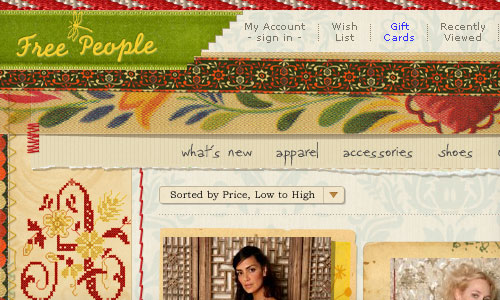 Free People
My Account
- sign in -
Wish
List
Gift
Cards
Recently
Viewed
what's new apparel accessories shoes
Sorted by Price, Low to High